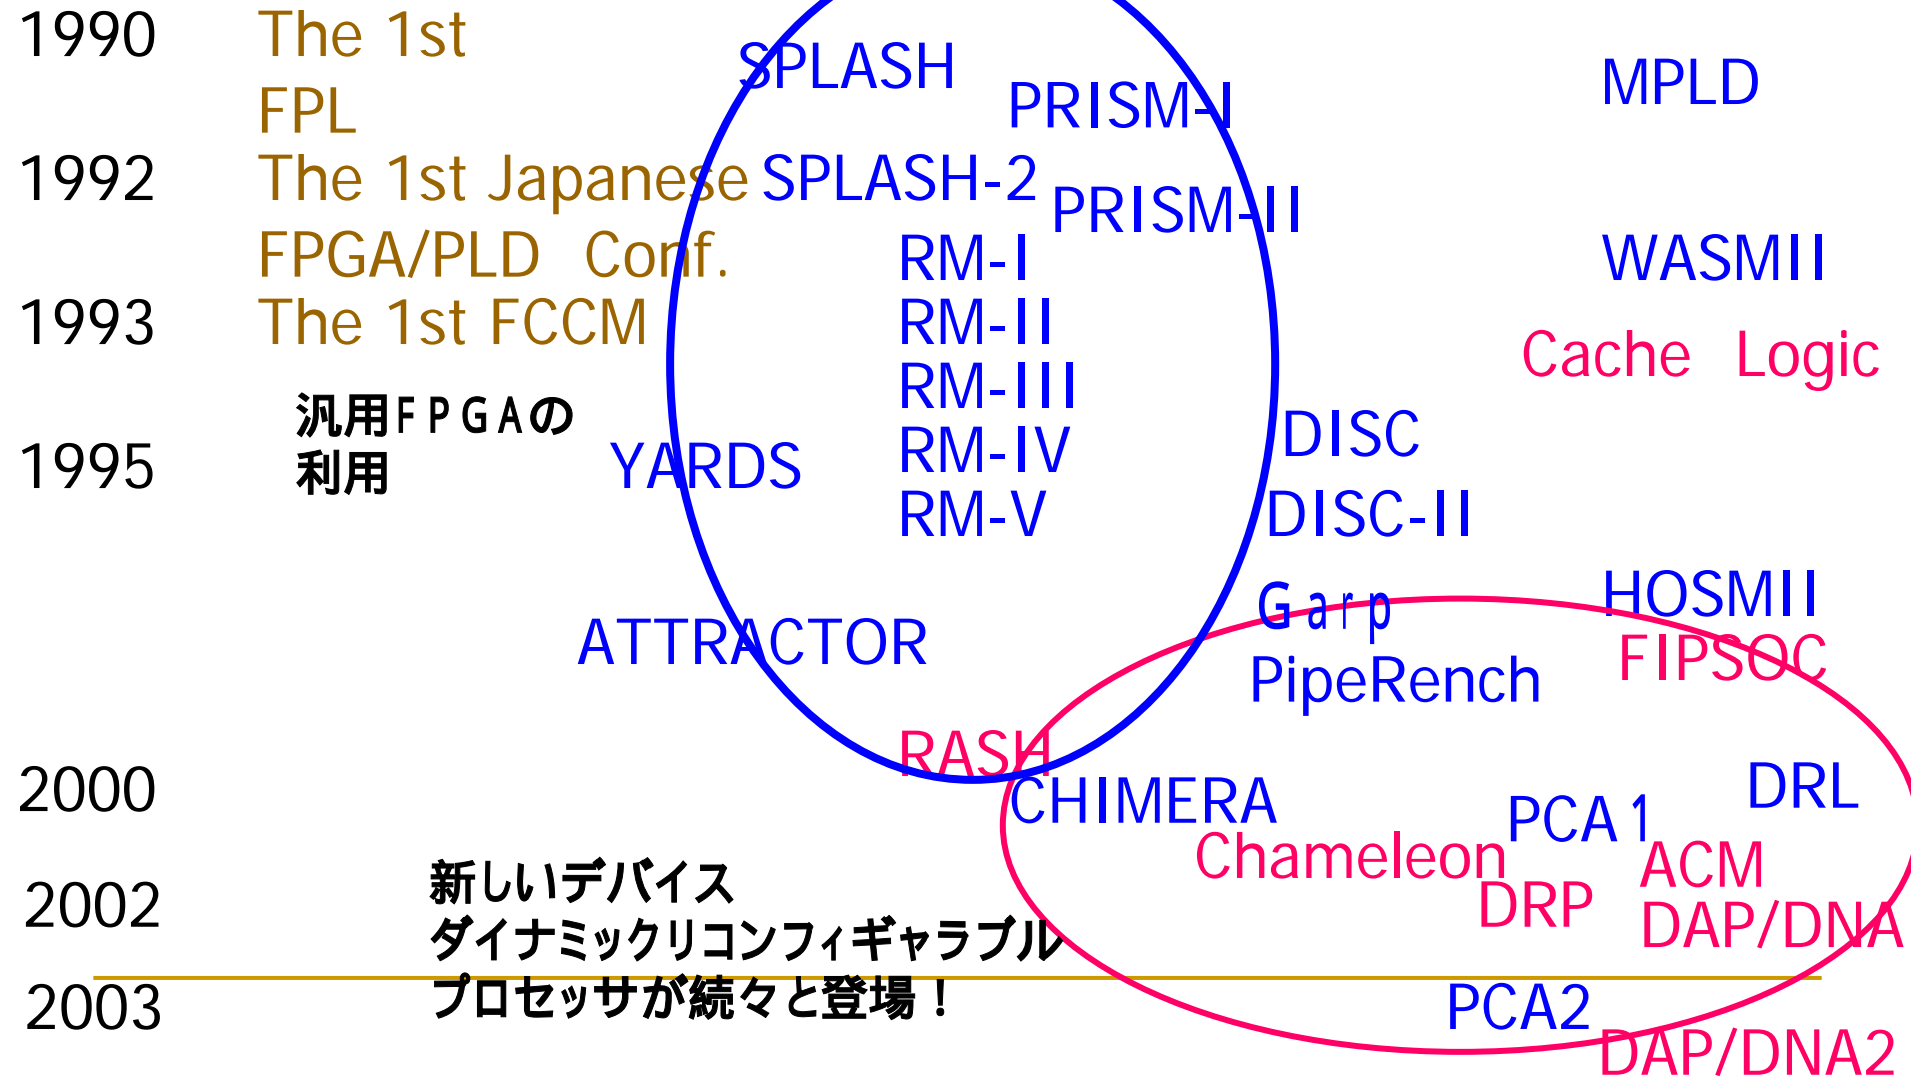 1990 The 1st SPLASH MPLD
FPL PRISM-I
1992 The 1st Japanese SPLASH-2 PRISM-II
FPGA/PLD Conf. RM-I WASMII
1993 The 1st FCCM RM-II
Cache Logic
RM-III
汎用FPGAの
DISC
1995 利用 YARDS RM-IV
RM-V DISC-II
Garp HOSMII
ATTRACTOR FIPSOC
PipeRench
RASH
2000 CHIMERA PCA1 DRL
Chameleon ACM
新しいデバイス
2002 DRP DAP/DNA
ダイナミックリコンフィギャラブル
2003 プロセッサが続々と登場！ PCA2
DAP/DNA2